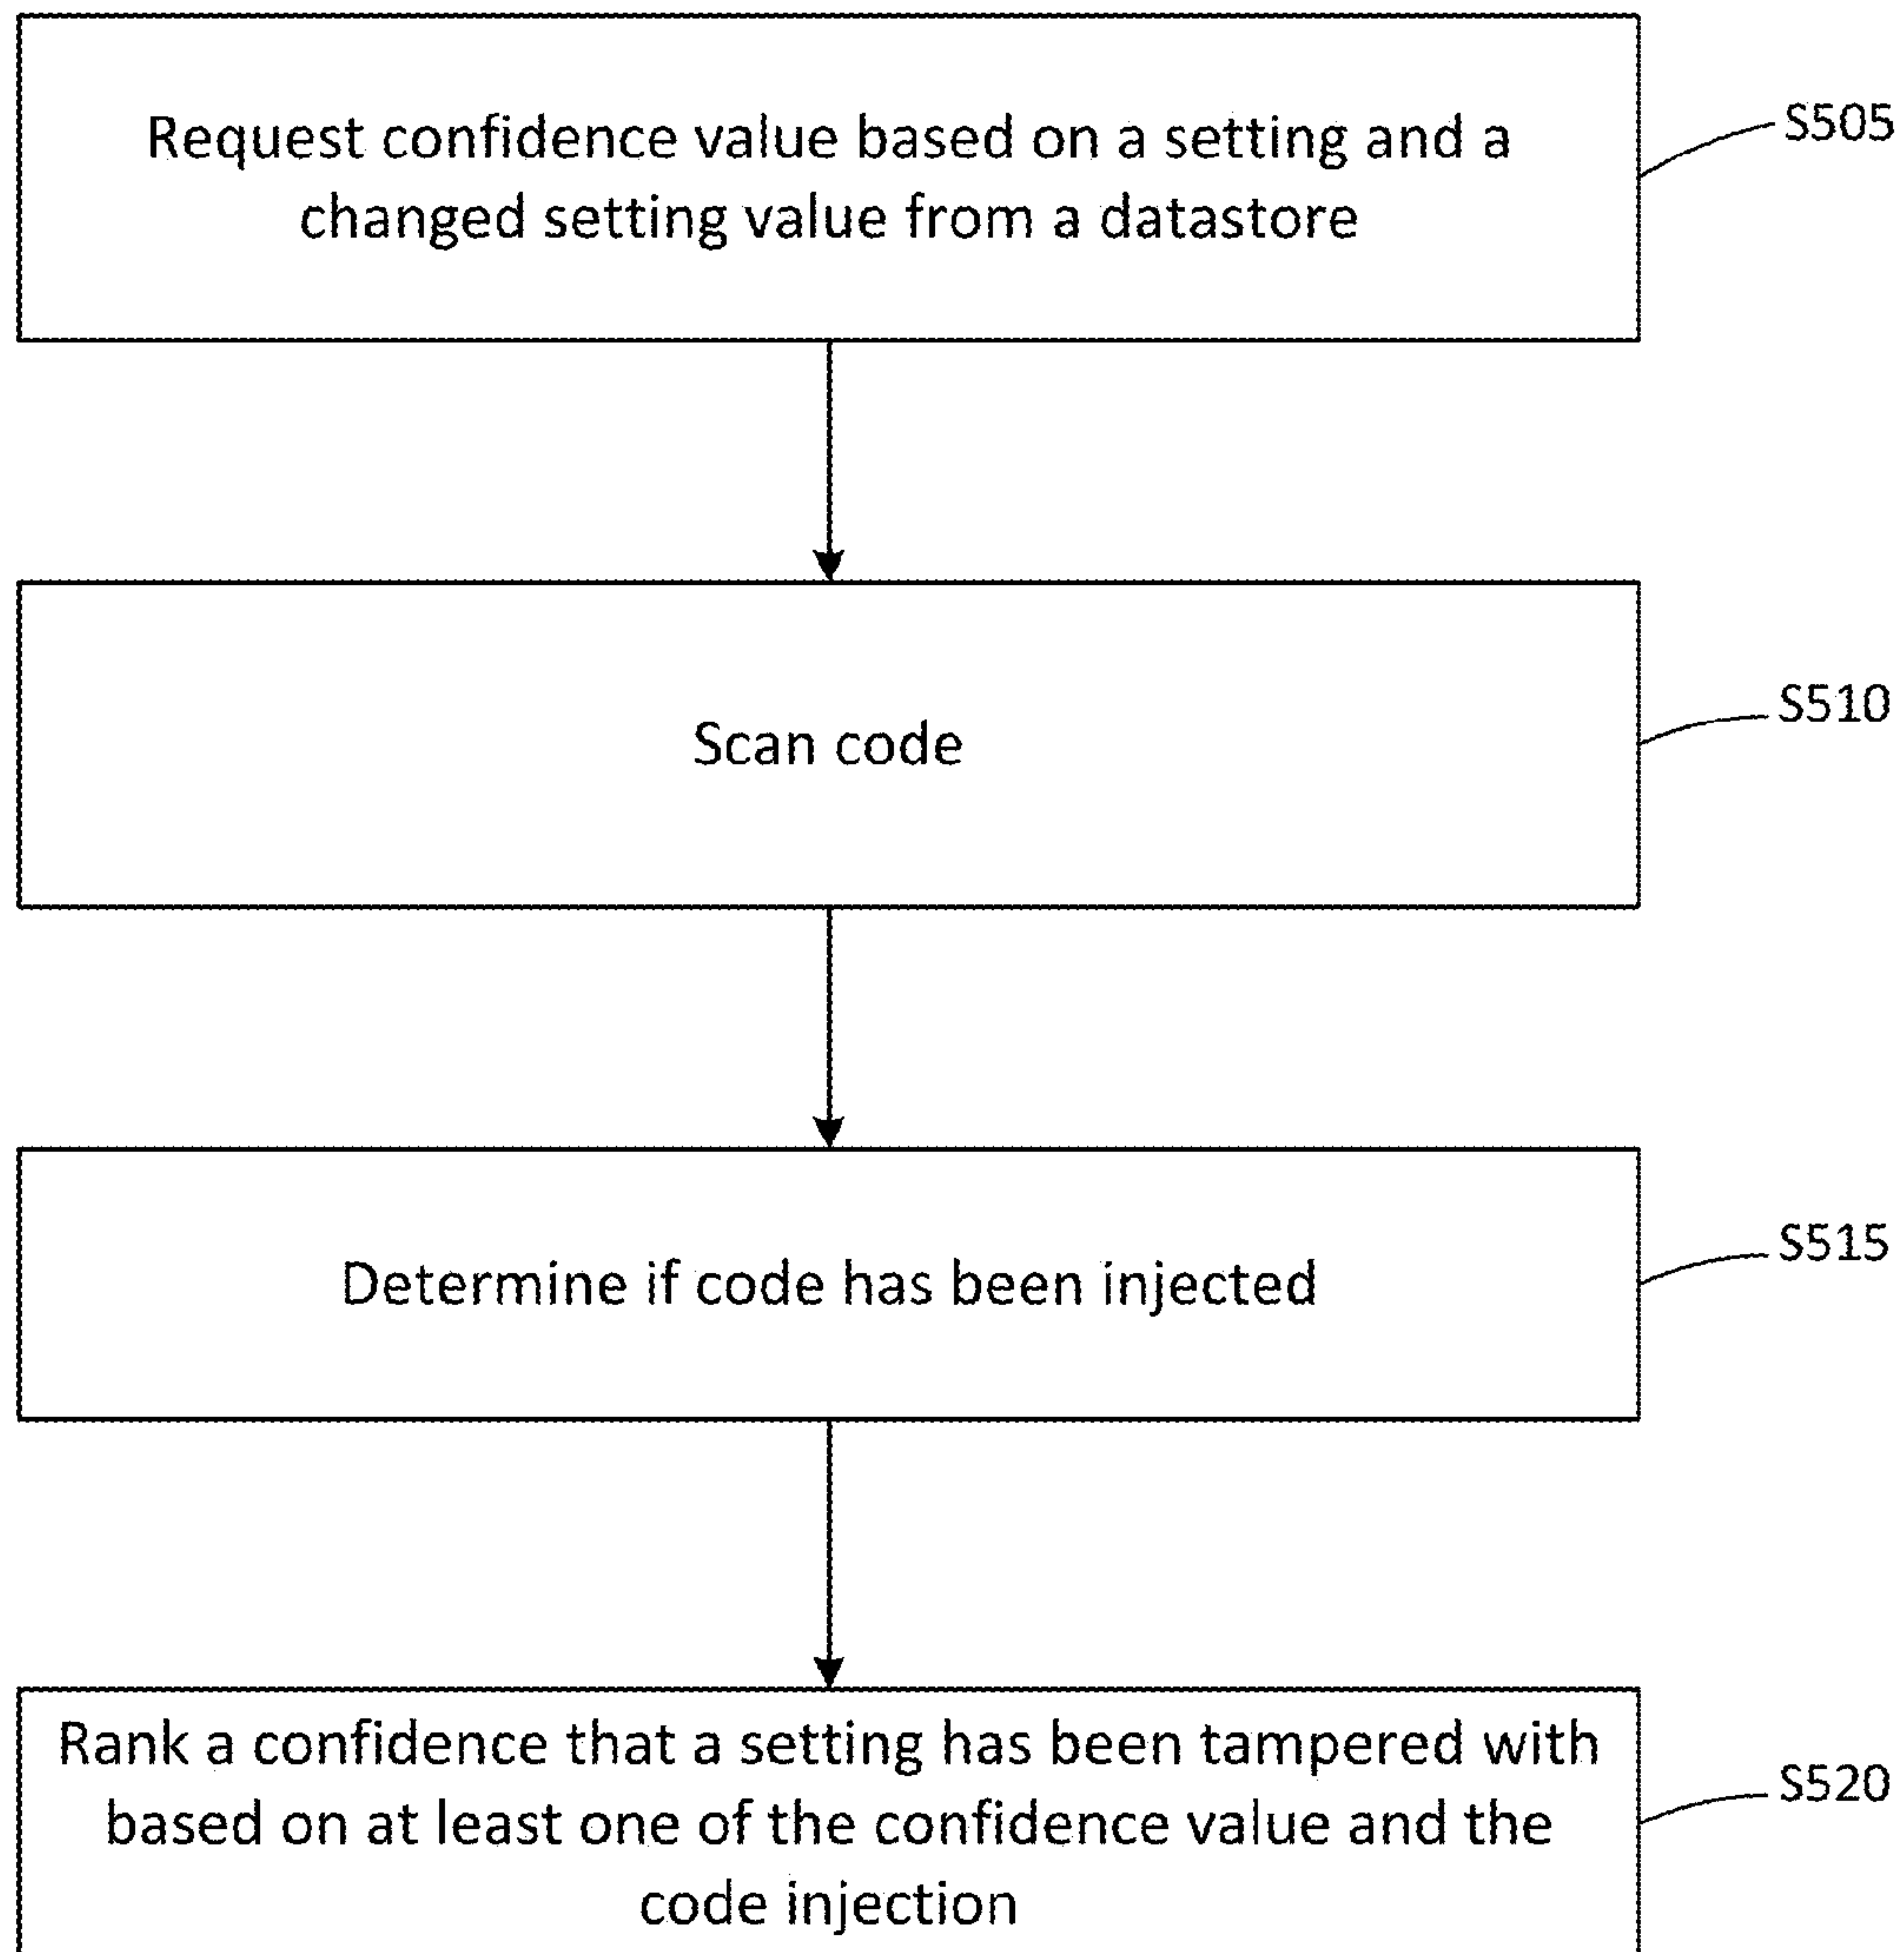 Request confidence value based on a setting and a
changed setting value from a datastore
S505
Scan code
S510
Determine if code has been injected
S515
Rank a confidence that a setting has been tampered with
based on at least one of the confidence value and the
code injection
S520